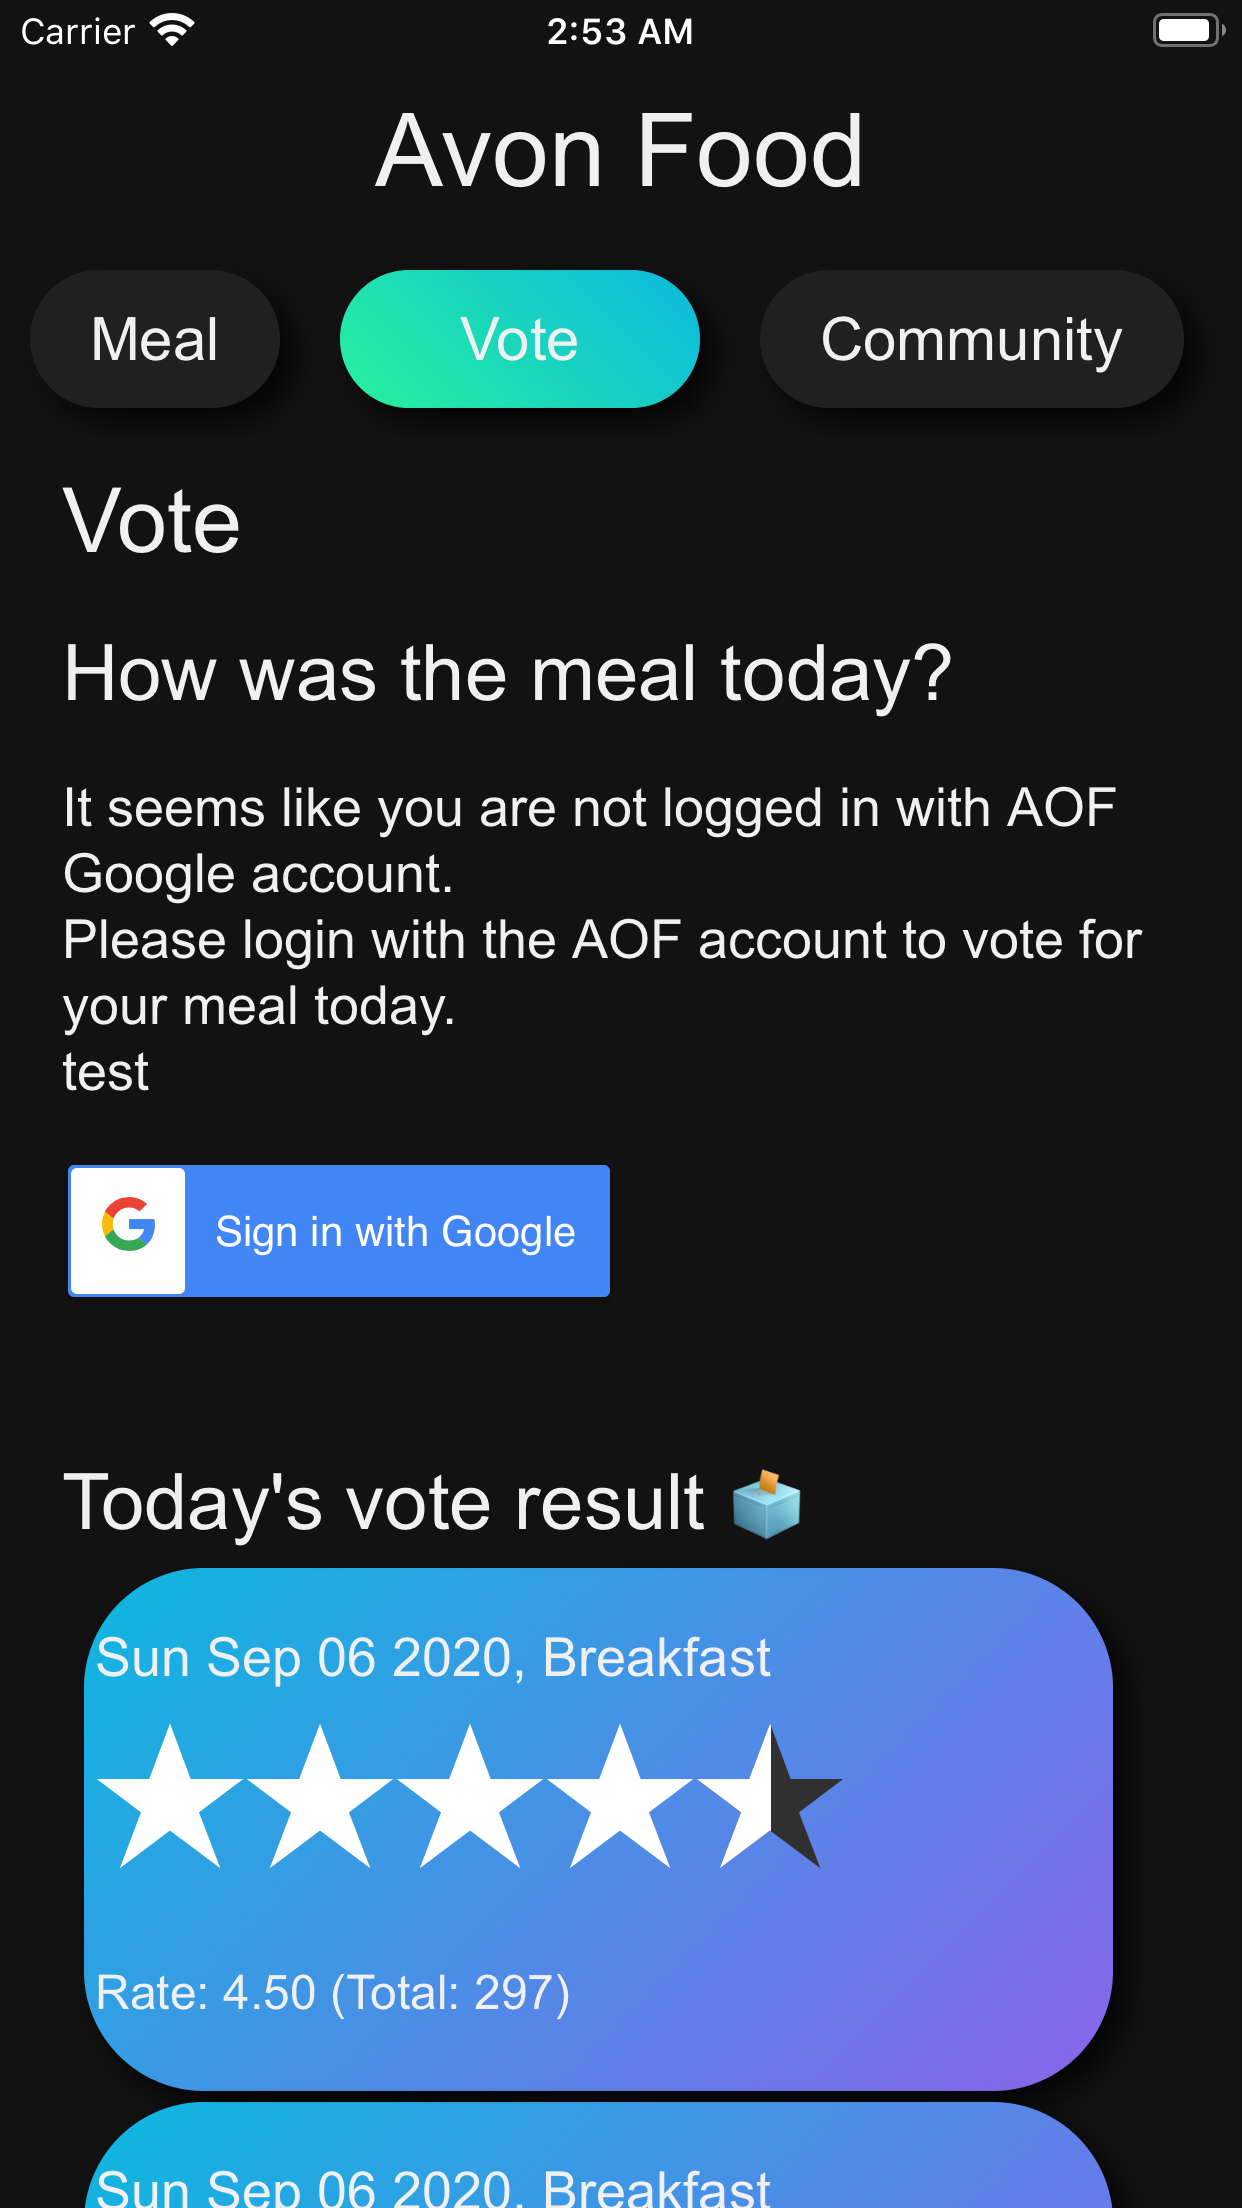 Carrier 2:53 AM
Avon Food
Meal Vote Community
Vote
How was the meal today?
It seems like you are not logged in with AOF
Google account.
Please login with the AOF account to vote for
your meal today.
test
Sign in with Google
Today's vote result
Sun Sep 06 2020, Breakfast
Rate: 4.50 (Total: 297)
Sun Sep 06 2020, Breakfast